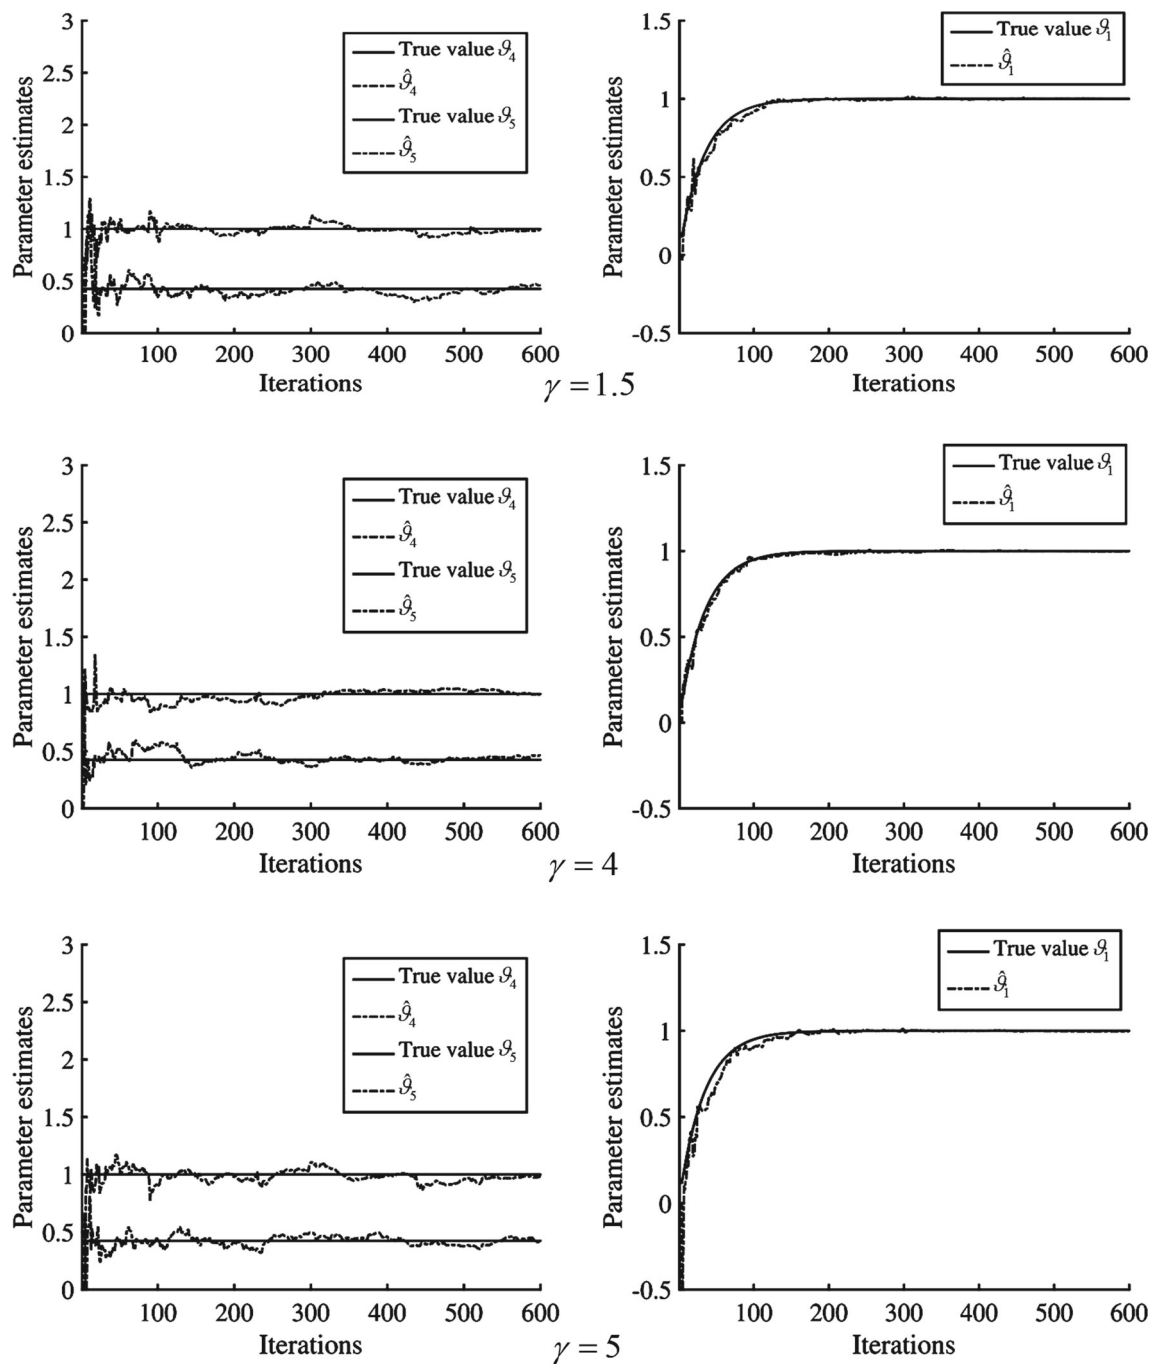 Parameter estimates
3
2.5
2
1.5
1
0.5
0
True value ϑ₄
ϑ̂₄
True value ϑ₅
ϑ̂₅
100 200 300 400 500 600
Iterations
Parameter estimates
1.5
1
0.5
0
-0.5
True value ϑ₁
ϑ̂₁
100 200 300 400 500 600
Iterations
γ = 1.5
Parameter estimates
3
2.5
2
1.5
1
0.5
0
True value ϑ₄
ϑ̂₄
True value ϑ₅
ϑ̂₅
100 200 300 400 500 600
Iterations
Parameter estimates
1.5
1
0.5
0
-0.5
True value ϑ₁
ϑ̂₁
100 200 300 400 500 600
Iterations
γ = 4
Parameter estimates
3
2.5
2
1.5
1
0.5
0
True value ϑ₄
ϑ̂₄
True value ϑ₅
ϑ̂₅
100 200 300 400 500 600
Iterations
Parameter estimates
1.5
1
0.5
0
-0.5
True value ϑ₁
ϑ̂₁
100 200 300 400 500 600
Iterations
γ = 5